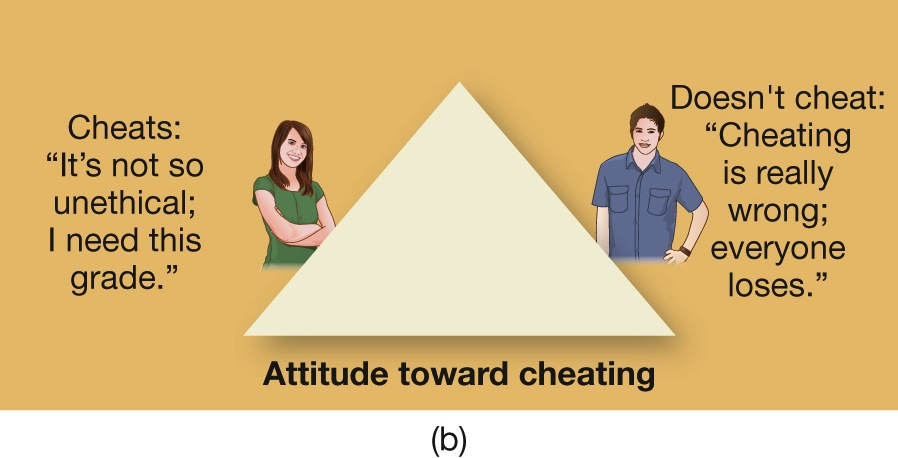 Cheats:
“It’s not so
unethical;
I need this
grade.”
Doesn't cheat:
“Cheating
is really
wrong;
everyone
loses.”
Attitude toward cheating
(b)